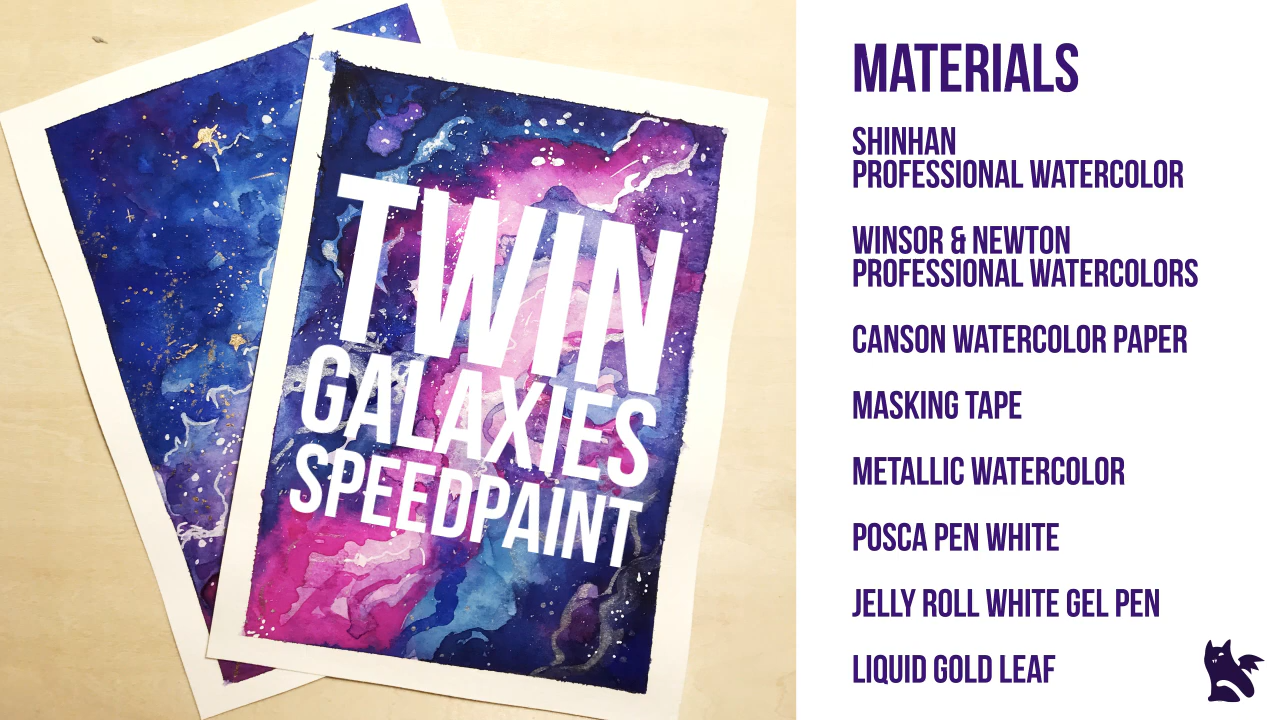 TWIN
GALAXIES
SPEEDPAINT
MATERIALS
SHINHAN
PROFESSIONAL WATERCOLOR
WINSOR & NEWTON
PROFESSIONAL WATERCOLORS
CANSON WATERCOLOR PAPER
MASKING TAPE
METALLIC WATERCOLOR
POSCA PEN WHITE
JELLY ROLL WHITE GEL PEN
LIQUID GOLD LEAF